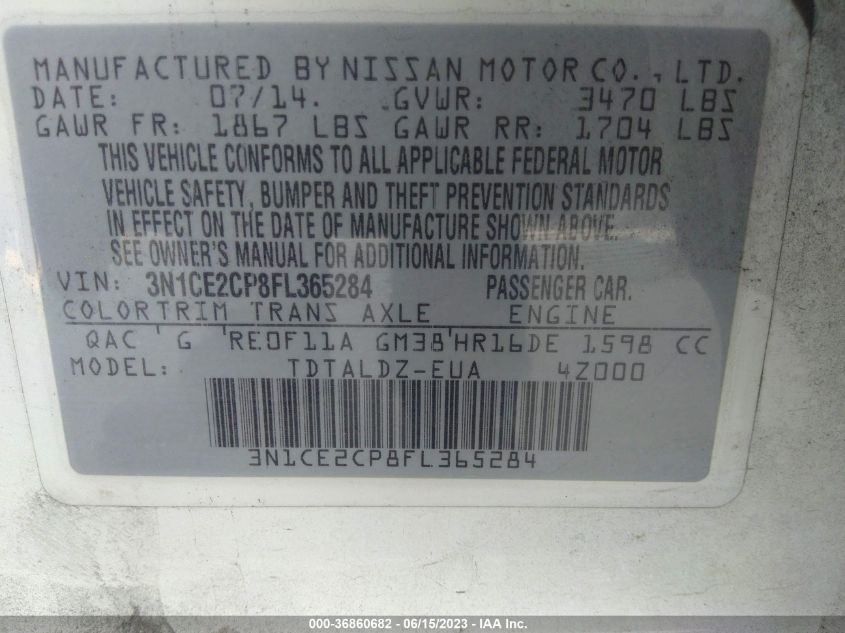 MANUFACTURED BY NISSAN MOTOR CO., LTD.
DATE: 07/14. GVWR: 3470 LBS
GAWR FR: 1867 LBS GAWR RR: 1704 LBS
THIS VEHICLE CONFORMS TO ALL APPLICABLE FEDERAL MOTOR
VEHICLE SAFETY, BUMPER AND THEFT PREVENTION STANDARDS
IN EFFECT ON THE DATE OF MANUFACTURE SHOWN ABOVE.
SEE OWNER'S MANUAL FOR ADDITIONAL INFORMATION.
VIN: 3N1CE2CP8FL365284 PASSENGER CAR.
COLOR TRIM TRANS AXLE ENGINE
QAC ' G 'RE0F11A GM38'HR16DE 1598 CC
MODEL: TDTALDZ-EUA 4Z000
3N1CE2CP8FL365284
000-36860682 - 06/15/2023 - IAA Inc.